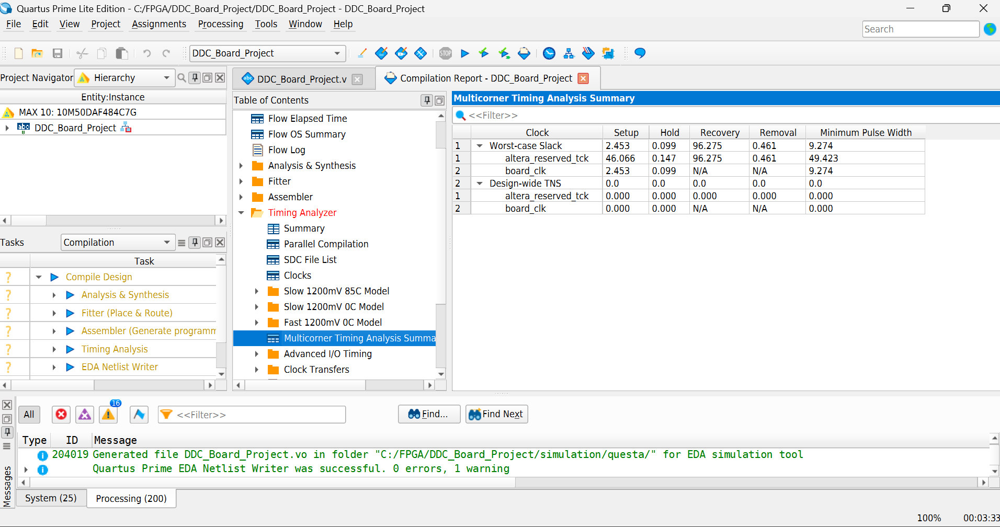 Quartus Prime Lite Edition - C:/FPGA/DDC_Board_Project/DDC_Board_Project - DDC_Board_Project
File Edit View Project Assignments Processing Tools Window Help
Search
DDC_Board_Project
STOP
Project Navigator Hierarchy
Entity:Instance
MAX 10: 10M50DAF484C7G
abc DDC_Board_Project
Tasks Compilation
Task
? Compile Design
? Analysis & Synthesis
? Fitter (Place & Route)
? Assembler (Generate programm
? Timing Analysis
? EDA Netlist Writer
abc DDC_Board_Project.v
Compilation Report - DDC_Board_Project
Table of Contents
Flow Elapsed Time
Flow OS Summary
Flow Log
Analysis & Synthesis
Fitter
Assembler
Timing Analyzer
Summary
Parallel Compilation
SDC File List
Clocks
Slow 1200mV 85C Model
Slow 1200mV 0C Model
Fast 1200mV 0C Model
Multicorner Timing Analysis Summa
Advanced I/O Timing
Clock Transfers
Multicorner Timing Analysis Summary
<<Filter>>
Clock Setup Hold Recovery Removal Minimum Pulse Width
1 Worst-case Slack 2.453 0.099 96.275 0.461 9.274
1 altera_reserved_tck 46.066 0.147 96.275 0.461 49.423
2 board_clk 2.453 0.099 N/A N/A 9.274
2 Design-wide TNS 0.0 0.0 0.0 0.0 0.0
1 altera_reserved_tck 0.000 0.000 0.000 0.000 0.000
2 board_clk 0.000 0.000 N/A N/A 0.000
16
All <<Filter>> Find... Find Next
Type ID Message
204019 Generated file DDC_Board_Project.vo in folder "C:/FPGA/DDC_Board_Project/simulation/questa/" for EDA simulation tool
Quartus Prime EDA Netlist Writer was successful. 0 errors, 1 warning
Messages
System (25) Processing (200)
100% 00:03:33